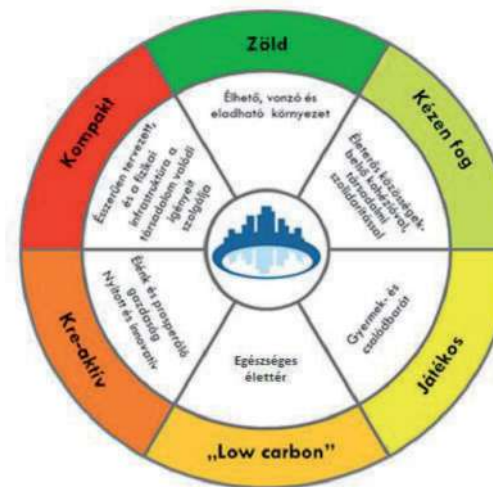 Zöld
Élhető, vonzó és
eladható környezet
Kézen fog
Életerős közösségek-
belső kohézióval,
társadalmi
szolidaritással
Játékos
Gyermek- és
családbarát
„Low carbon”
Egészséges
élettér
Kre-aktív
Élénk és prosperáló
gazdaság
Nyitott és innovatív
Kompakt
Ésszerűen tervezett,
és a fizikai
infrastruktúra a
társadalom valódi
igényeit
szolgálja